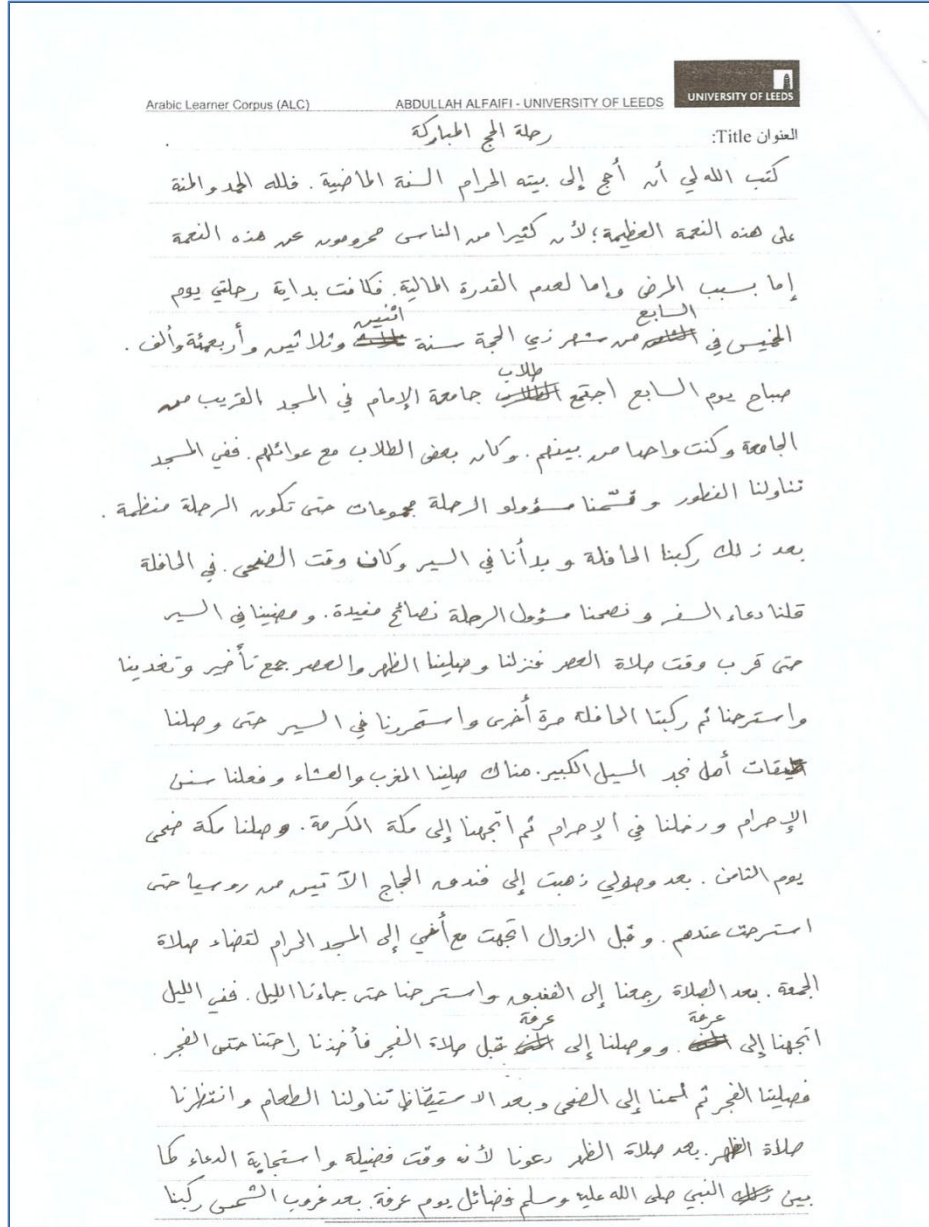 UNIVERSITY OF LEEDS
Arabic Learner Corpus (ALC) ABDULLAH ALFAIFI - UNIVERSITY OF LEEDS
العنوان Title: رحلة الحج المباركة
كتب الله لي أن أحج إلى بيته الحرام السنة الماضية. فلله الحمد والمنة
على هذه النعمة العظيمة؛ لأن كثيرا من الناس محرومون عن هذه النعمة
إما بسبب المرض وإما لعدم القدرة المالية. فكانت بداية رحلتي يوم
الخميس في السابع من شهر زي الحجة سنة اثنين وثلاثين وأربعمئة وألف.
صباح يوم السابع اجتمع طلاب جامعة الإمام في المسجد القريب من
الجامعة وكنت واحدا من بينهم. وكان بعض الطلاب مع عوائلهم. ففي المسجد
تناولنا الفطور وقسّمنا مسؤولو الرحلة مجموعات حتى تكون الرحلة منظمة.
بعد زلك ركبنا الحافلة وبدأنا في السير وكان وقت الضحى. في الحافلة
قلنا دعاء السفر ونصحنا مسؤول الرحلة نصائح مفيدة. ومضينا في السير
حتى قرب وقت صلاة العصر فنزلنا وصلينا الظهر والعصر جمع تأخير وتغدينا
واسترحنا ثم ركبنا الحافلة مرة أخرى واستمررنا في السير حتى وصلنا
ميقات أهل نجد السيل الكبير. هناك صلينا المغرب والعشاء وفعلنا سنن
الإحرام ودخلنا في الإحرام ثم اتجهنا إلى مكة المكرمة. وصلنا مكة ضحى
يوم الثامن. بعد وصولي ذهبت إلى فندق الحجاج الآتين من روسيا حتى
استرحت عندهم. وقبل الزوال اتجهت مع أخي إلى المسجد الحرام لقضاء صلاة
الجمعة. بعد الصلاة رجعنا إلى الفندق واسترحنا حتى جاءنا الليل. ففي الليل
اتجهنا إلى عرفة. ووصلنا إلى عرفة قبل صلاة الفجر فأخذنا راحتنا حتى الفجر.
فصلينا الفجر ثم نمنا إلى الضحى وبعد الاستيقاظ تناولنا الطعام وانتظرنا
صلاة الظهر. بعد صلاة الظهر دعونا لأنه وقت فضيلة واستجابة الدعاء كما
بين النبي صلى الله عليه وسلم فضائل يوم عرفة. بعد غروب الشمس ركبنا